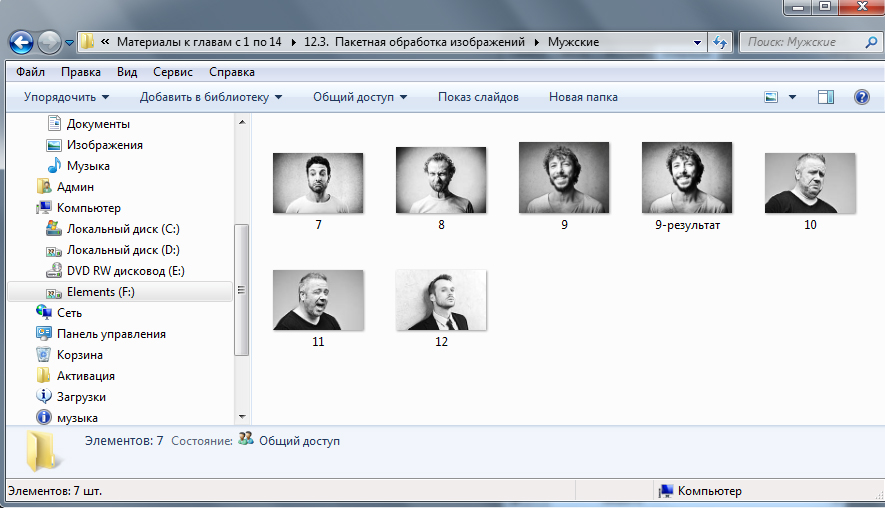 « Материалы к главам с 1 по 14 12.3. Пакетная обработка изображений Мужские Поиск: Мужские
Файл Правка Вид Сервис Справка
Упорядочить Добавить в библиотеку Общий доступ Показ слайдов Новая папка
Документы
Изображения
Музыка
Админ
Компьютер
Локальный диск (C:)
Локальный диск (D:)
DVD RW дисковод (E:)
Elements (F:)
Сеть
Панель управления
Корзина
Активация
Загрузки
музыка
7 8 9 9-результат 10
11 12
Элементов: 7 Состояние: Общий доступ
Элементов: 7 шт. Компьютер